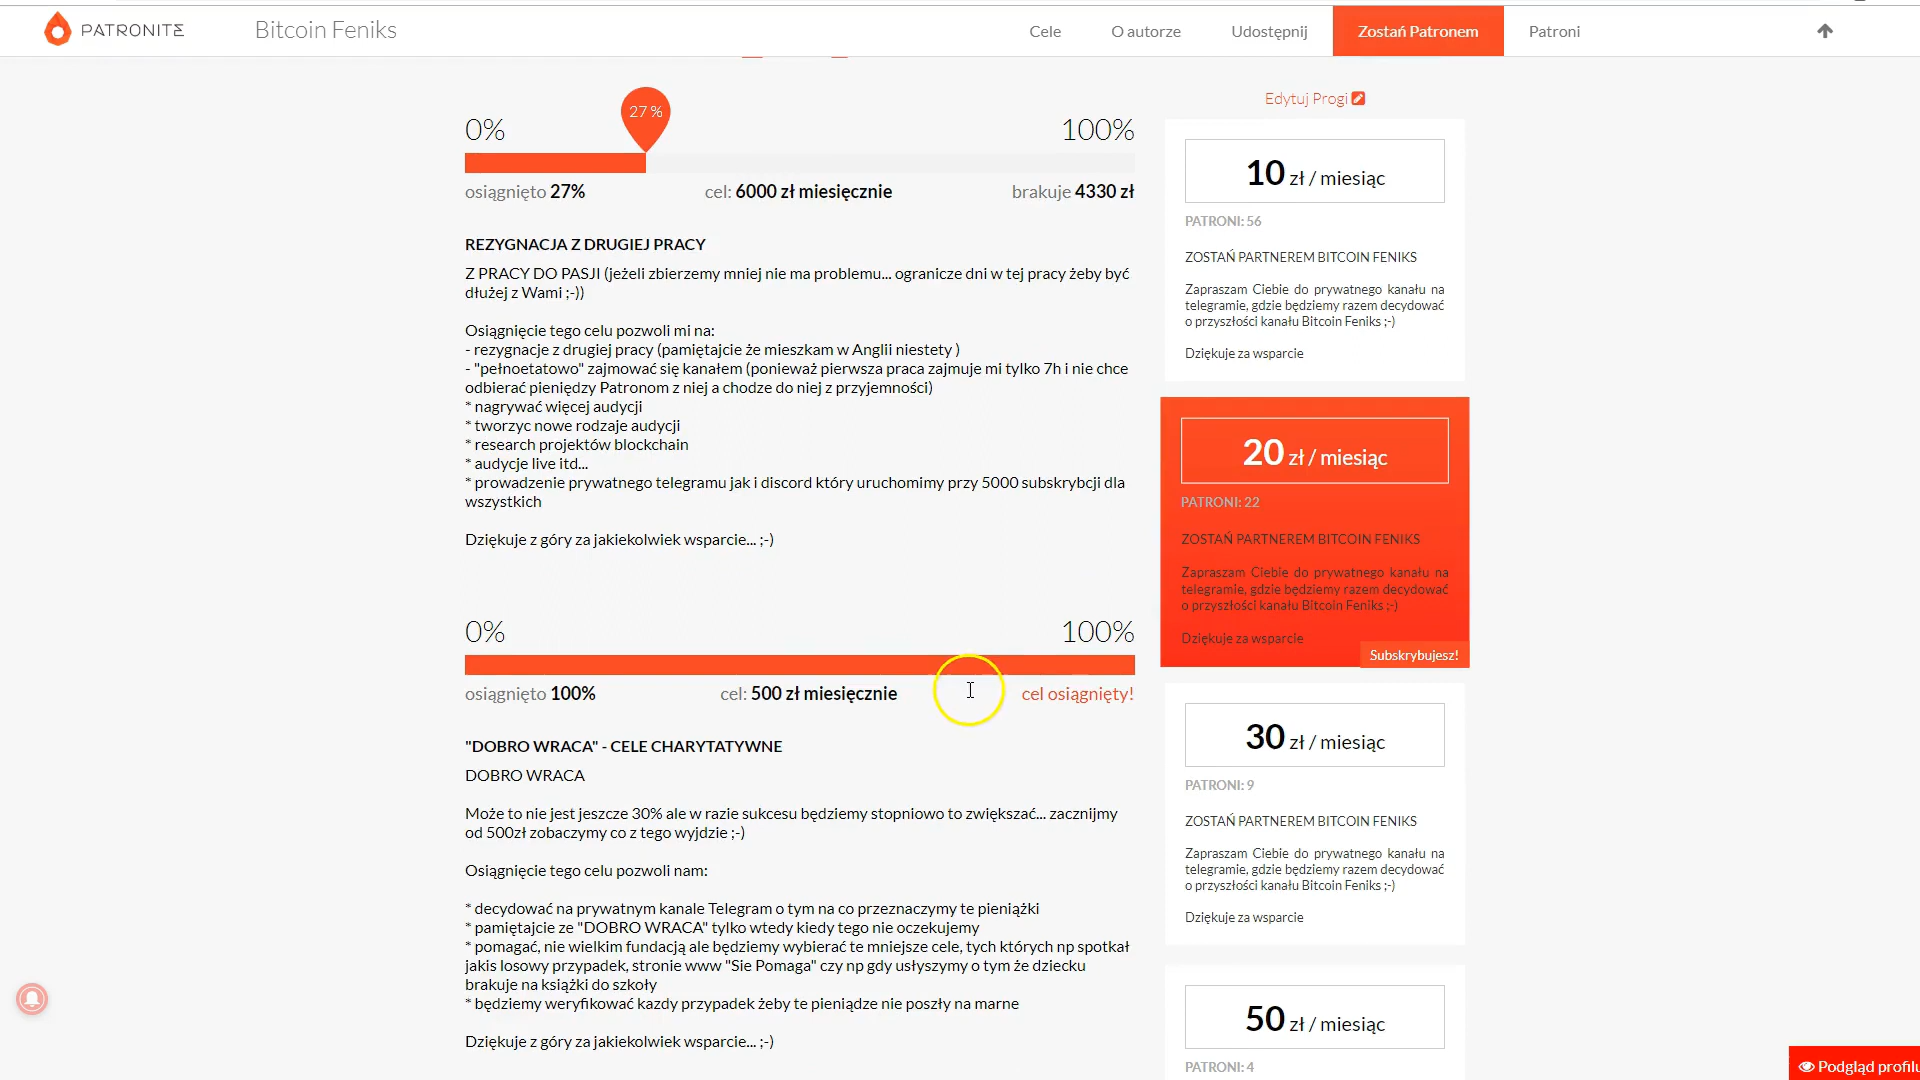 PATRONITE
Bitcoin Feniks
Cele
O autorze
Udostępnij
Zostań Patronem
Patroni
27 %
0%
100%
osiągnięto 27%
cel: 6000 zł miesięcznie
brakuje 4330 zł
REZYGNACJA Z DRUGIEJ PRACY
Z PRACY DO PASJI (jeżeli zbierzemy mniej nie ma problemu... ogranicze dni w tej pracy żeby być
dłużej z Wami ;-))
Osiągnięcie tego celu pozwoli mi na:
- rezygnacje z drugiej pracy (pamiętajcie że mieszkam w Anglii niestety )
- "pełnoetatowo" zajmować się kanałem (ponieważ pierwsza praca zajmuje mi tylko 7h i nie chce
odbierać pieniędzy Patronom z niej a chodze do niej z przyjemności)
* nagrywać więcej audycji
* tworzyc nowe rodzaje audycji
* research projektów blockchain
* audycje live itd...
* prowadzenie prywatnego telegramu jak i discord który uruchomimy przy 5000 subskrybcji dla
wszystkich
Dziękuje z góry za jakiekolwiek wsparcie... ;-)
0%
100%
osiągnięto 100%
cel: 500 zł miesięcznie
cel osiągnięty!
"DOBRO WRACA" - CELE CHARYTATYWNE
DOBRO WRACA
Może to nie jest jeszcze 30% ale w razie sukcesu będziemy stopniowo to zwiększać... zacznijmy
od 500zł zobaczymy co z tego wyjdzie ;-)
Osiągnięcie tego celu pozwoli nam:
* decydować na prywatnym kanale Telegram o tym na co przeznaczymy te pieniążki
* pamiętajcie ze "DOBRO WRACA" tylko wtedy kiedy tego nie oczekujemy
* pomagać, nie wielkim fundacją ale będziemy wybierać te mniejsze cele, tych których np spotkał
jakis losowy przypadek, stronie www "Sie Pomaga" czy np gdy usłyszymy o tym że dziecku
brakuje na książki do szkoły
* będziemy weryfikować kazdy przypadek żeby te pieniądze nie poszły na marne
Dziękuje z góry za jakiekolwiek wsparcie... ;-)
Edytuj Progi
10 zł / miesiąc
PATRONI: 56
ZOSTAŃ PARTNEREM BITCOIN FENIKS
Zapraszam Ciebie do prywatnego kanału na
telegramie, gdzie będziemy razem decydować
o przyszłości kanału Bitcoin Feniks ;-)
Dziękuje za wsparcie
20 zł / miesiąc
PATRONI: 22
ZOSTAŃ PARTNEREM BITCOIN FENIKS
Zapraszam Ciebie do prywatnego kanału na
telegramie, gdzie będziemy razem decydować
o przyszłości kanału Bitcoin Feniks ;-)
Dziękuje za wsparcie
Subskrybujesz!
30 zł / miesiąc
PATRONI: 9
ZOSTAŃ PARTNEREM BITCOIN FENIKS
Zapraszam Ciebie do prywatnego kanału na
telegramie, gdzie będziemy razem decydować
o przyszłości kanału Bitcoin Feniks ;-)
Dziękuje za wsparcie
50 zł / miesiąc
PATRONI: 4
Podgląd profilu